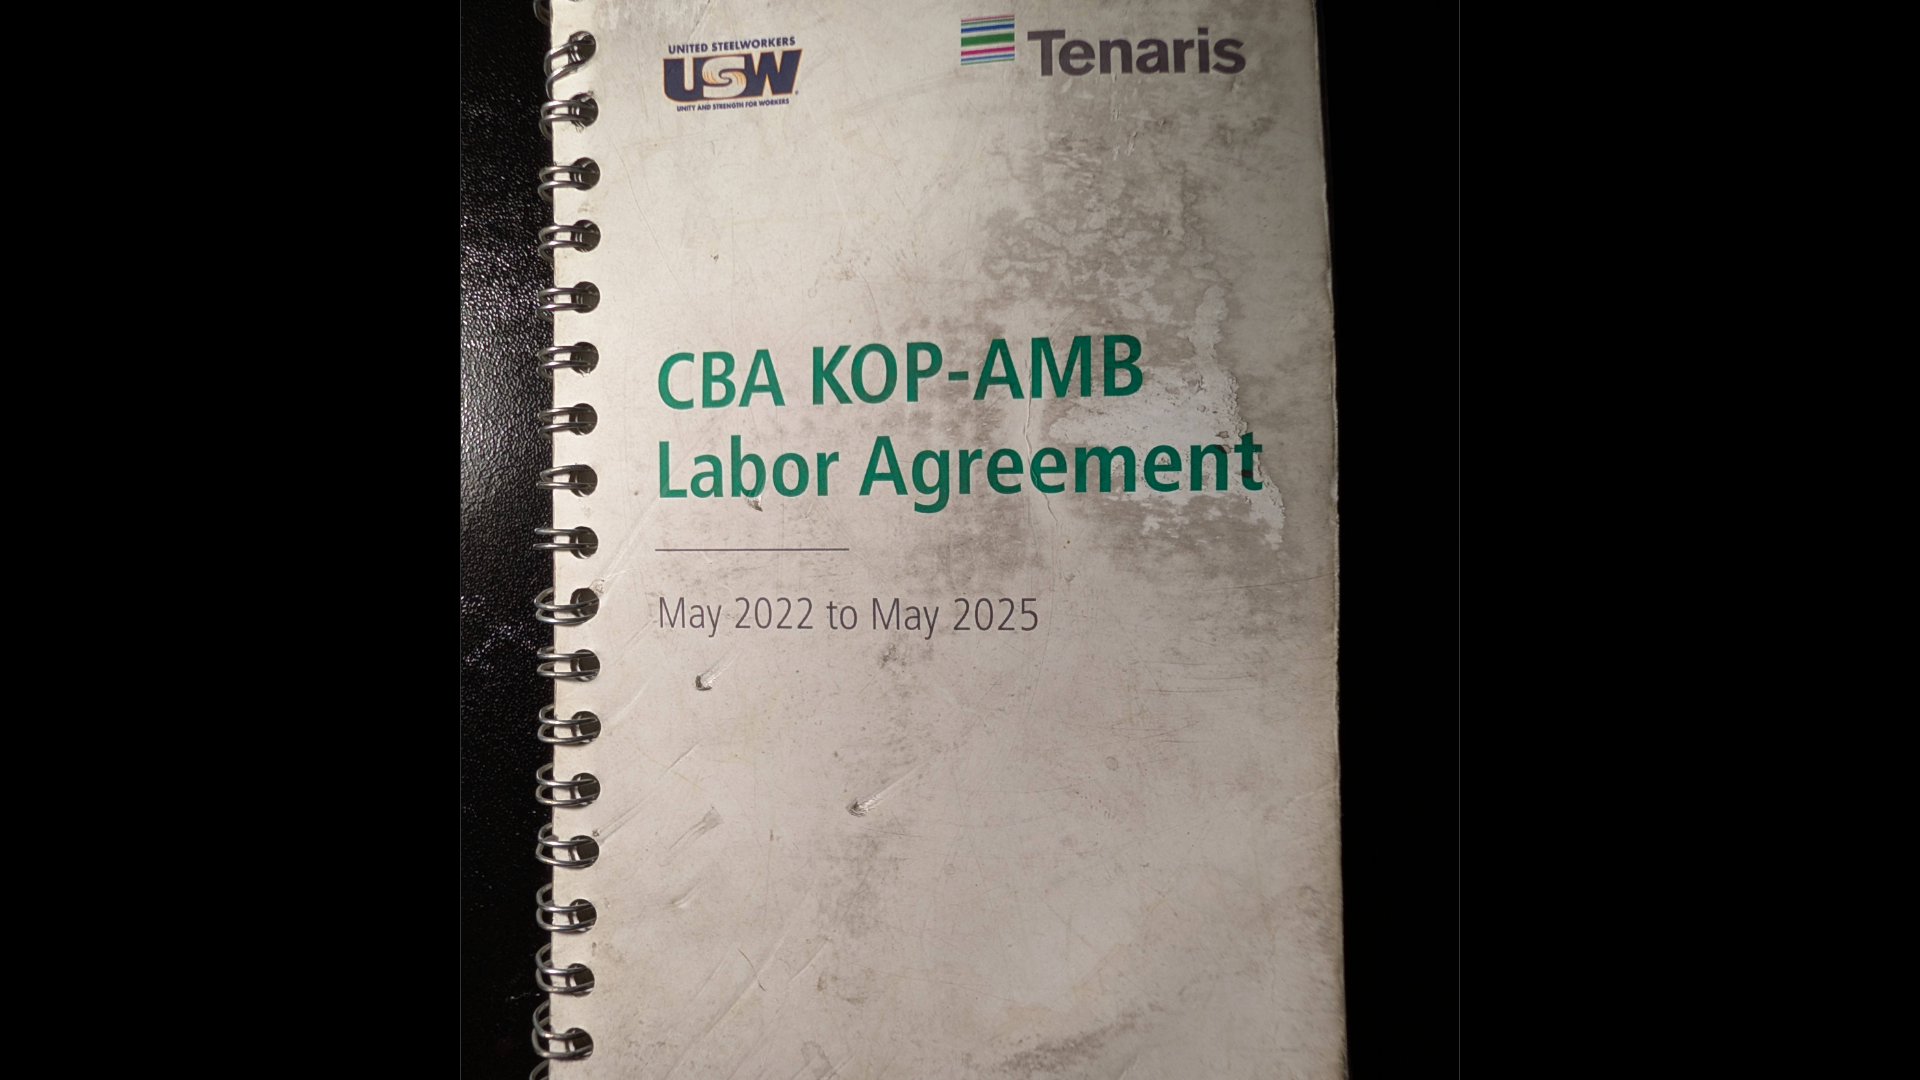 UNITED STEELWORKERS
USW
UNITY AND STRENGTH FOR WORKERS
Tenaris
CBA KOP-AMB
Labor Agreement
May 2022 to May 2025